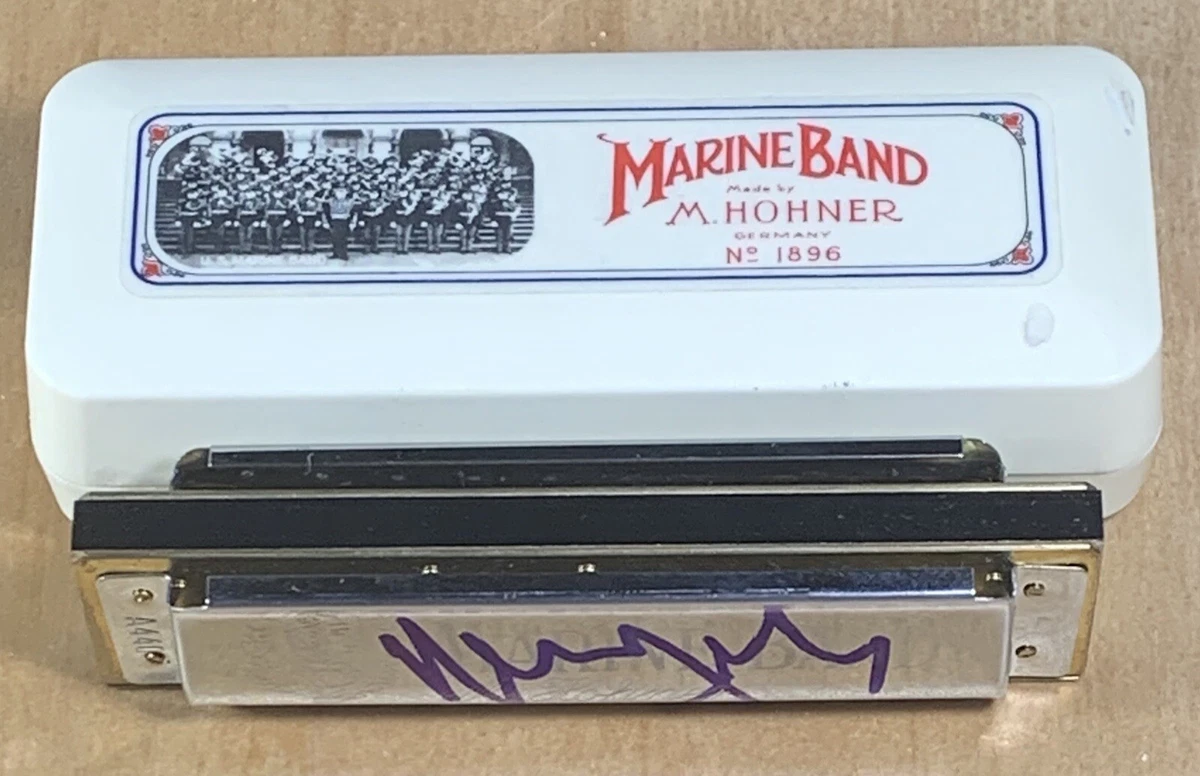 MARINE BAND
Made by
M. HOHNER
GERMANY
Nº 1896